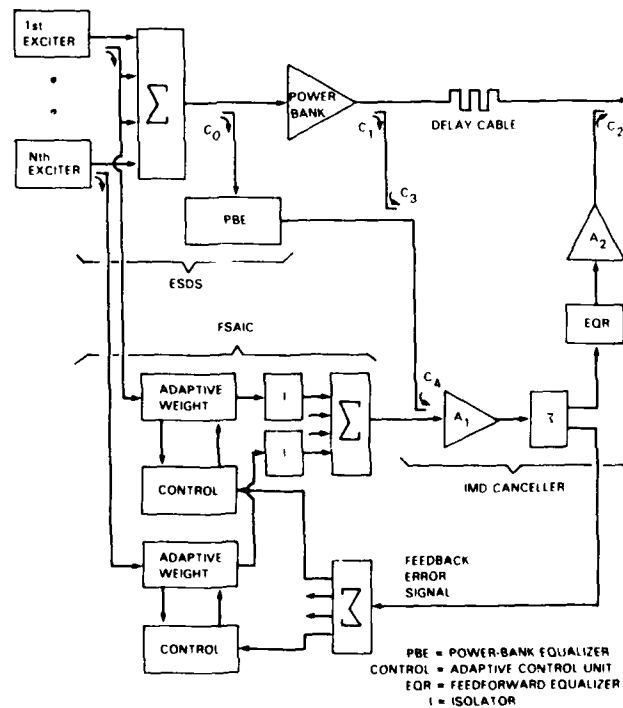 1st
EXCITER
Nth
EXCITER
Σ
C0
POWER
BANK
C1
DELAY CABLE
C2
C3
PBE
A2
ESDS
EQR
FSAIC
C4
ADAPTIVE
WEIGHT
I
Σ
A1
I
CONTROL
IMD CANCELLER
ADAPTIVE
WEIGHT
FEEDBACK
ERROR
SIGNAL
Σ
CONTROL
PBE = POWER-BANK EQUALIZER
CONTROL = ADAPTIVE CONTROL UNIT
EQR = FEEDFORWARD EQUALIZER
I = ISOLATOR